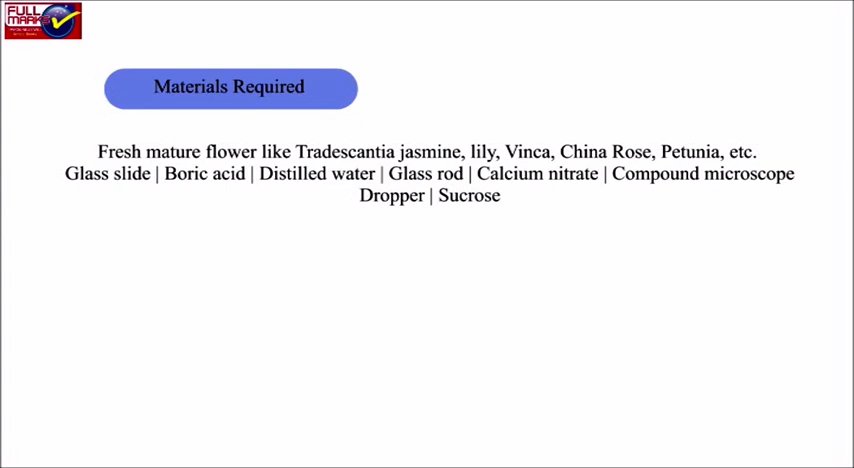 FULL
MARKS
Materials Required
Fresh mature flower like Tradescantia jasmine, lily, Vinca, China Rose, Petunia, etc.
Glass slide | Boric acid | Distilled water | Glass rod | Calcium nitrate | Compound microscope
Dropper | Sucrose